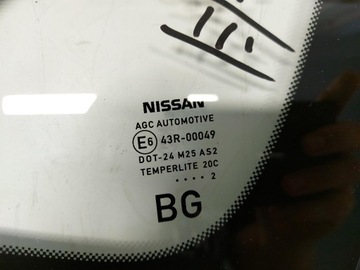 NISSAN
AGC AUTOMOTIVE
E6 43R-00049
DOT-24 M25 AS2
TEMPERLITE 20C
.... 2
BG